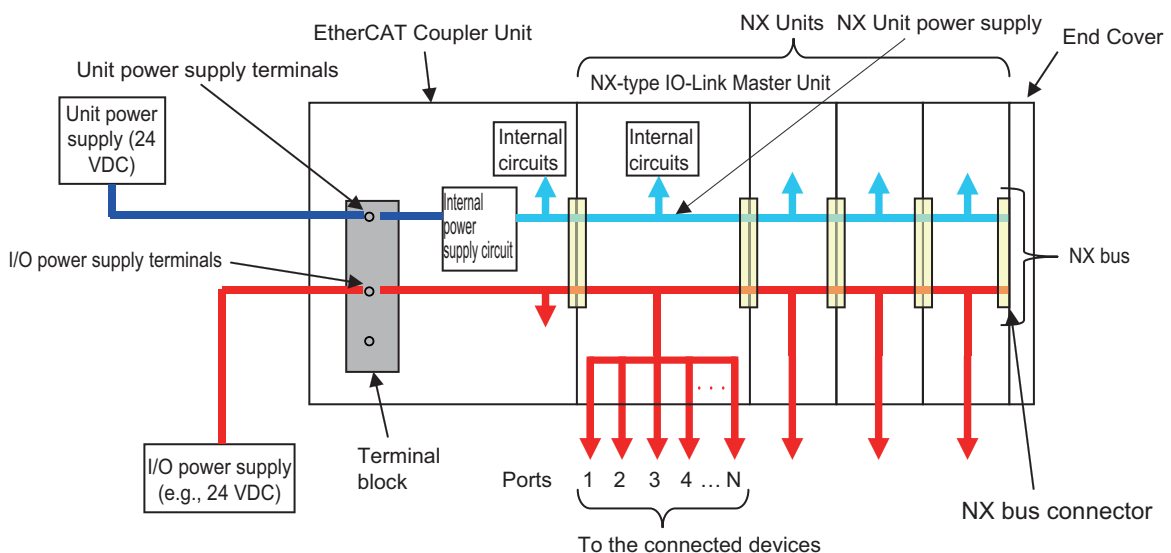 NX Units
NX Unit power supply
EtherCAT Coupler Unit
End Cover
Unit power supply terminals
NX-type IO-Link Master Unit
Unit power
supply (24
VDC)
Internal
circuits
Internal
circuits
Internal
power
supply circuit
I/O power supply terminals
NX bus
. . .
I/O power supply
(e.g., 24 VDC)
Terminal
block
Ports 1 2 3 4 ... N
NX bus connector
To the connected devices